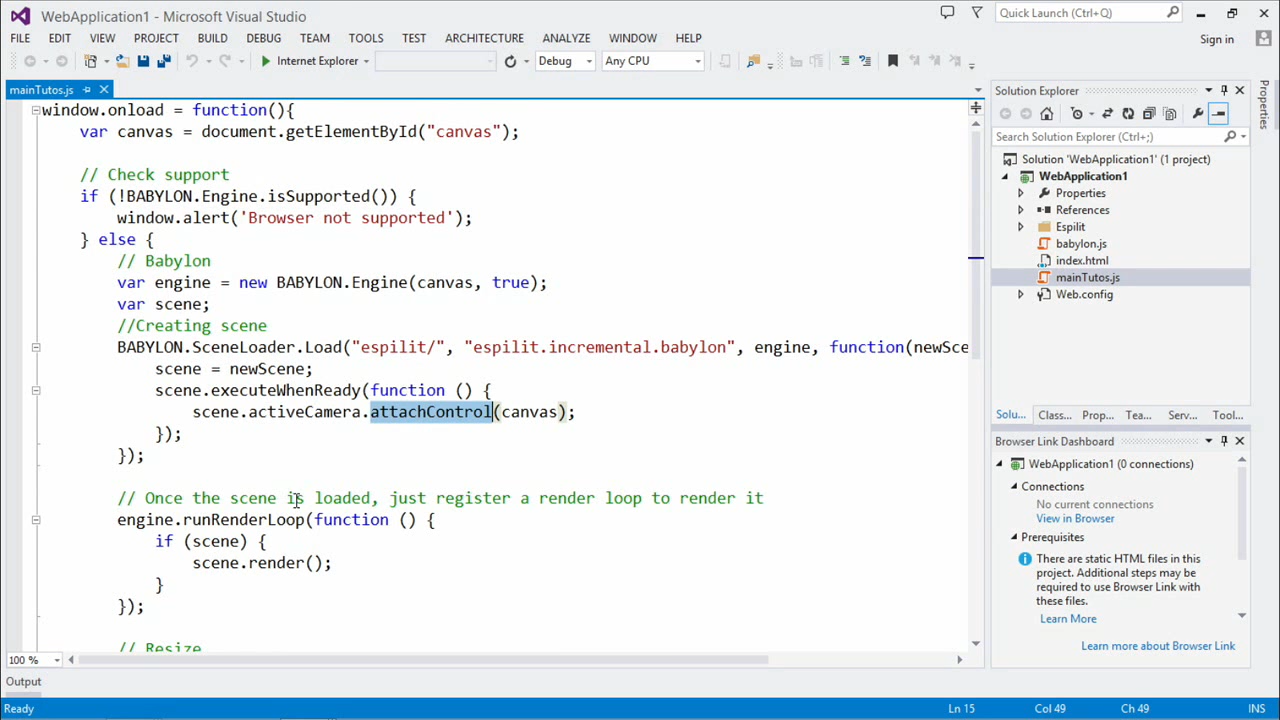 WebApplication1 - Microsoft Visual Studio
Quick Launch (Ctrl+Q)
FILE EDIT VIEW PROJECT BUILD DEBUG TEAM TOOLS TEST ARCHITECTURE ANALYZE WINDOW HELP
Sign in
Internet Explorer Debug Any CPU
mainTutos.js
window.onload = function(){
var canvas = document.getElementById("canvas");
// Check support
if (!BABYLON.Engine.isSupported()) {
window.alert('Browser not supported');
} else {
// Babylon
var engine = new BABYLON.Engine(canvas, true);
var scene;
//Creating scene
BABYLON.SceneLoader.Load("espilit/", "espilit.incremental.babylon", engine, function(newSce
scene = newScene;
scene.executeWhenReady(function () {
scene.activeCamera.attachControl(canvas);
});
});
// Once the scene is loaded, just register a render loop to render it
engine.runRenderLoop(function () {
if (scene) {
scene.render();
}
});
// Resize
100 %
Output
Solution Explorer
Search Solution Explorer (Ctrl+;)
Solution 'WebApplication1' (1 project)
WebApplication1
Properties
References
Espilit
babylon.js
index.html
mainTutos.js
Web.config
Solu... Class... Prop... Tea... Serv... Tool...
Browser Link Dashboard
WebApplication1 (0 connections)
Connections
No current connections
View in Browser
Prerequisites
There are static HTML files in this
project. Additional steps may be
required to use Browser Link with
these files.
Learn More
Learn more about Browser Link
Properties
Ready Ln 15 Col 49 Ch 49 INS